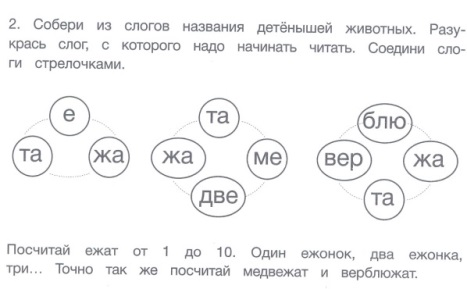 2. Собери из слогов названия детёнышей животных. Разу-
крась слог, с которого надо начинать читать. Соедини сло-
ги стрелочками.
е
та
жа
та
жа
ме
две
блю
вер
жа
та
Посчитай ежат от 1 до 10. Один ежонок, два ежонка,
три... Точно так же посчитай медвежат и верблюжат.